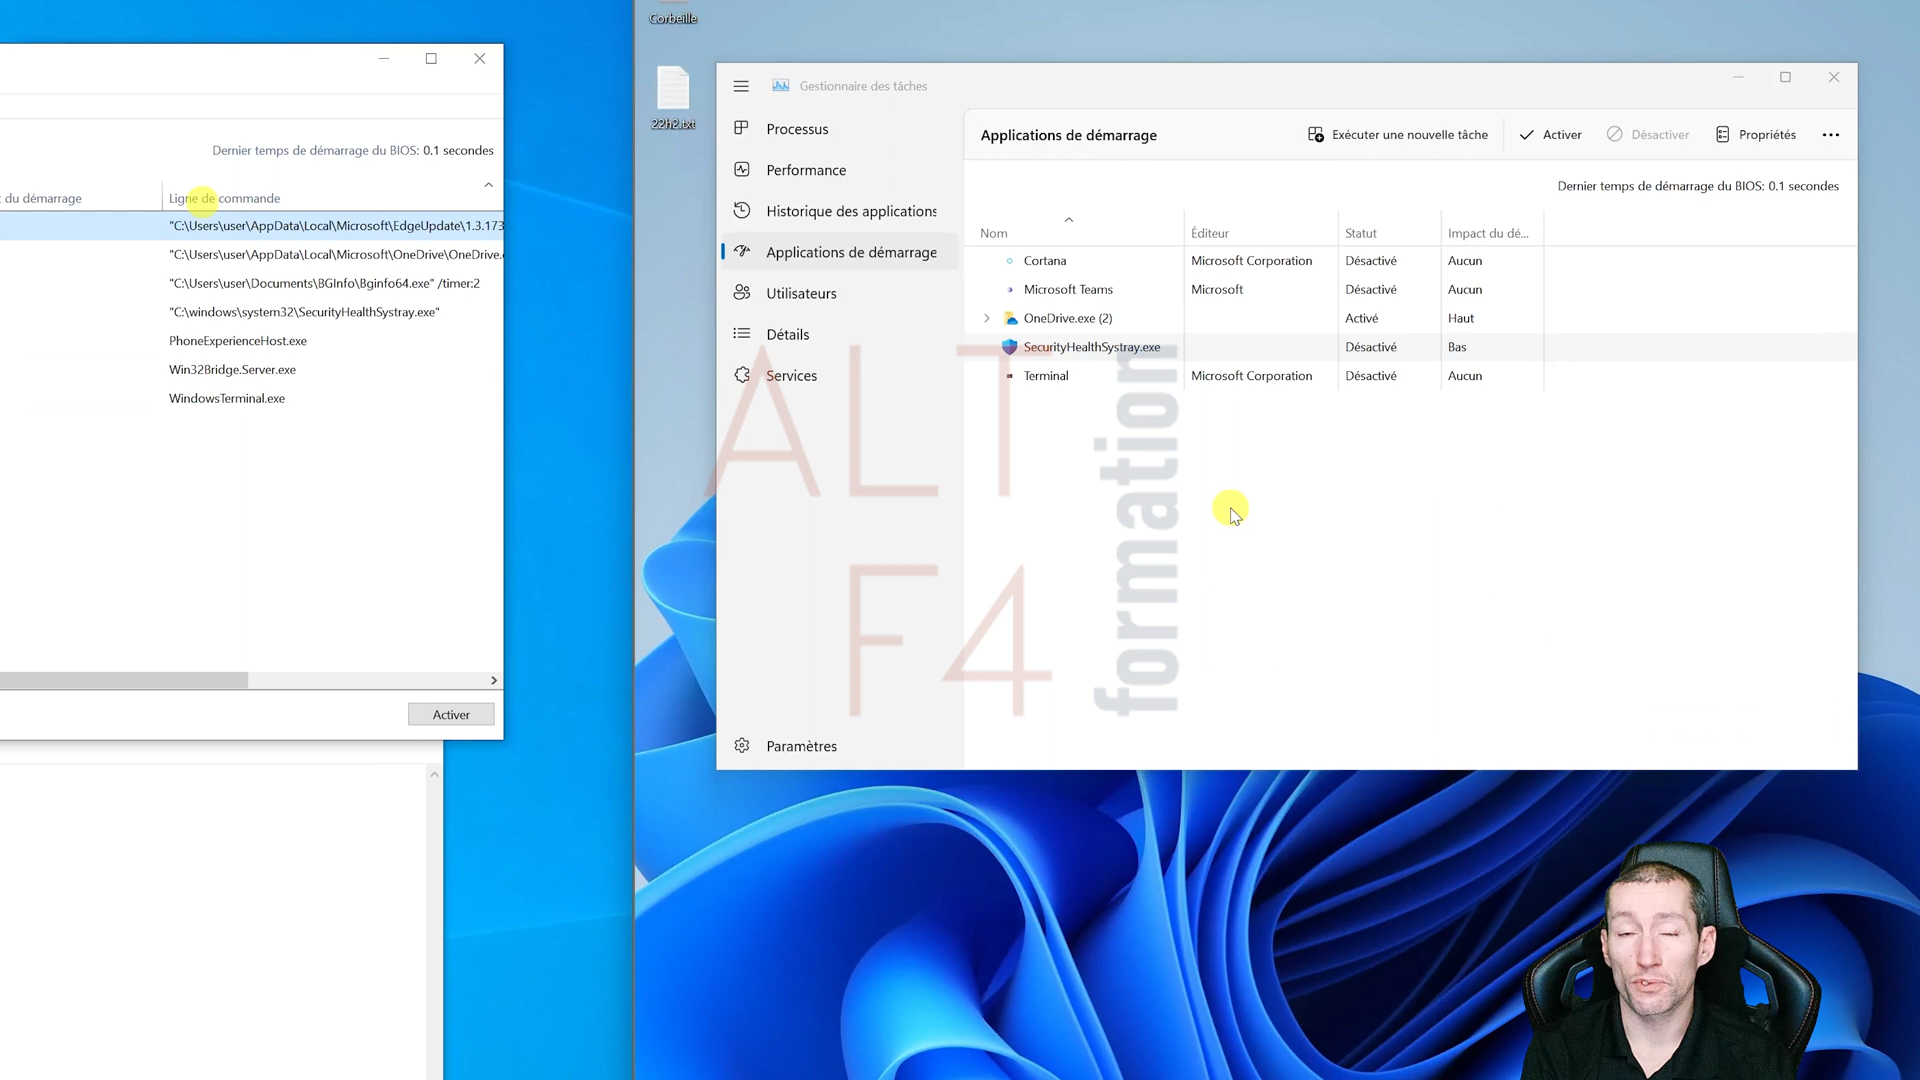 Dernier temps de démarrage du BIOS: 0.1 secondes
du démarrage
Ligne de commande
"C:\Users\user\AppData\Local\Microsoft\EdgeUpdate\1.3.173
"C:\Users\user\AppData\Local\Microsoft\OneDrive\OneDrive.
"C:\Users\user\Documents\BGInfo\Bginfo64.exe" /timer:2
"C:\windows\system32\SecurityHealthSystray.exe"
PhoneExperienceHost.exe
Win32Bridge.Server.exe
WindowsTerminal.exe
Activer
Corbeille
22h2.txt
Gestionnaire des tâches
Processus
Performance
Historique des applications
Applications de démarrage
Utilisateurs
Détails
Services
Paramètres
Applications de démarrage
Exécuter une nouvelle tâche
Activer
Désactiver
Propriétés
Dernier temps de démarrage du BIOS: 0.1 secondes
Nom Éditeur Statut Impact du dé...
Cortana Microsoft Corporation Désactivé Aucun
Microsoft Teams Microsoft Désactivé Aucun
OneDrive.exe (2) Activé Haut
SecurityHealthSystray.exe Désactivé Bas
Terminal Microsoft Corporation Désactivé Aucun
ALT
F4
formation